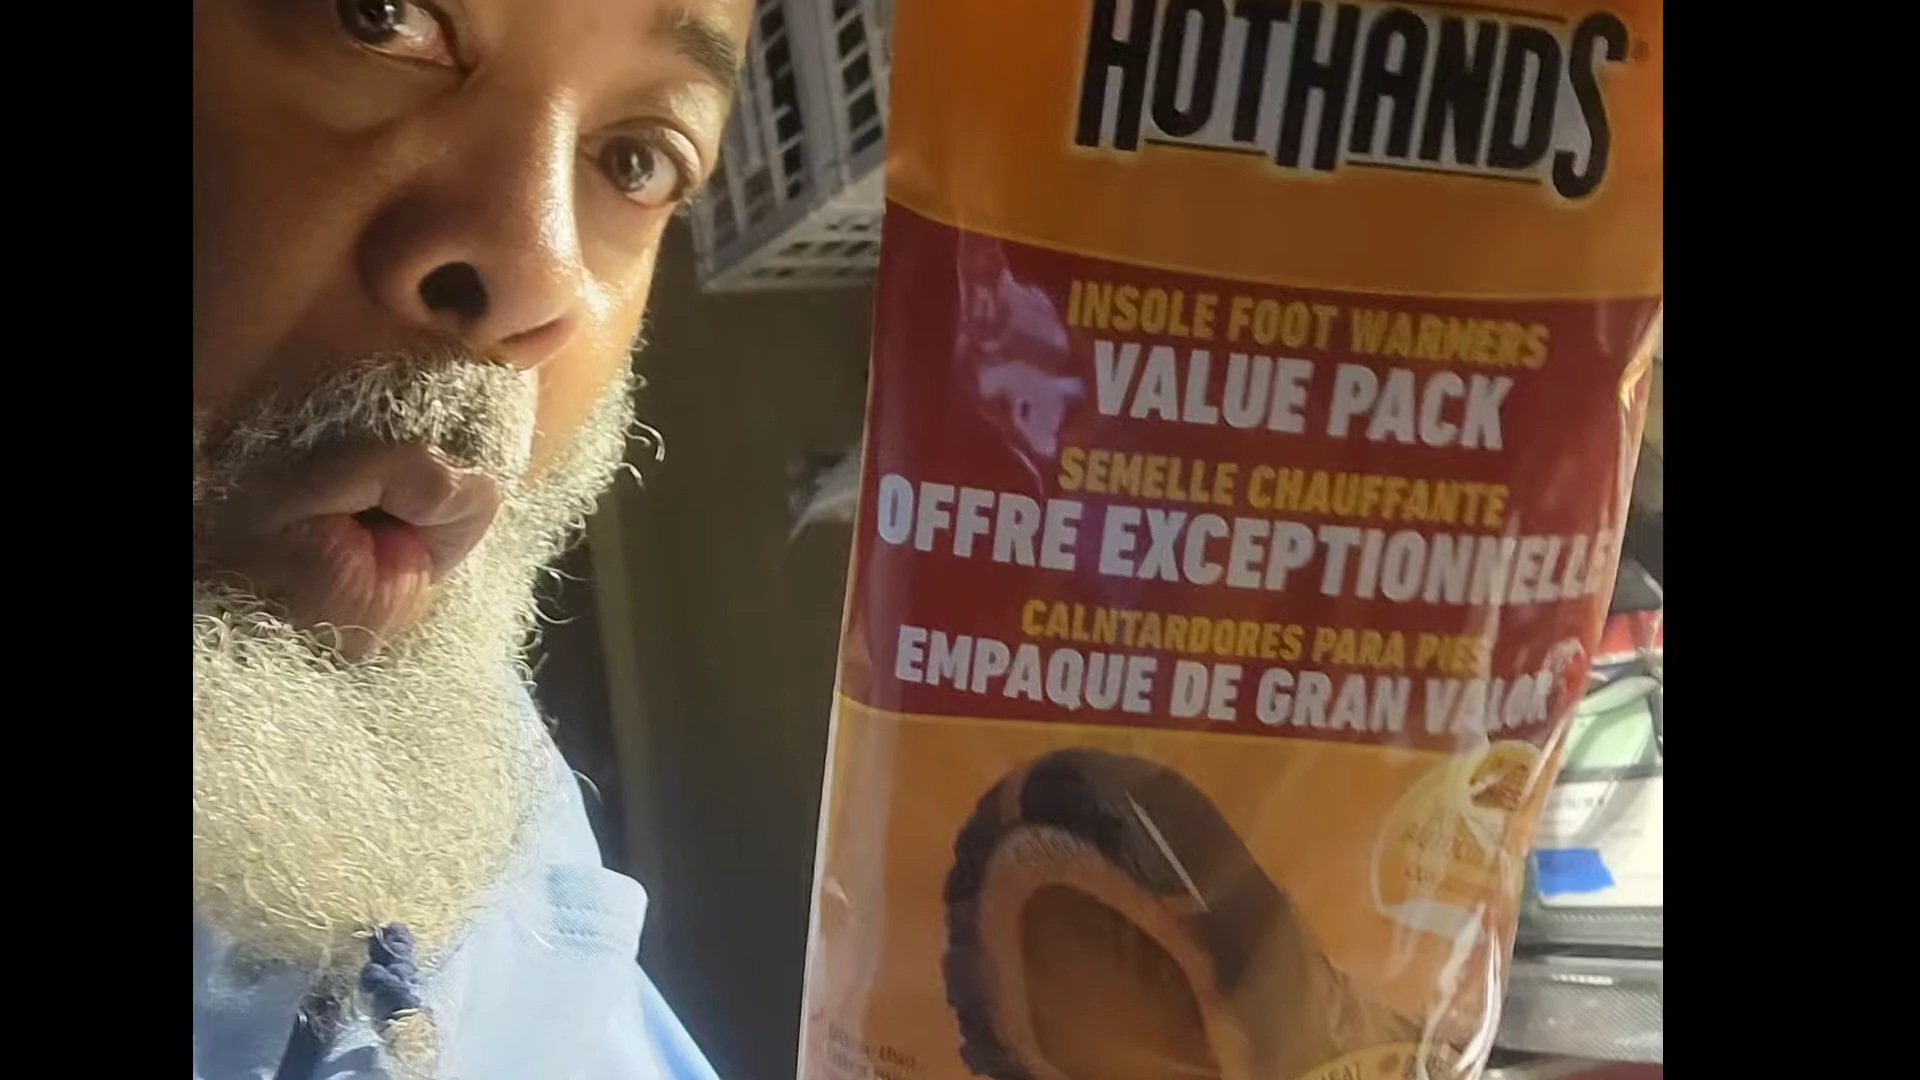 HOTHANDS
INSOLE FOOT WARMERS
VALUE PACK
SEMELLE CHAUFFANTE
OFFRE EXCEPTIONNELLE
CALNTARDORES PARA PIES
EMPAQUE DE GRAN VALOR